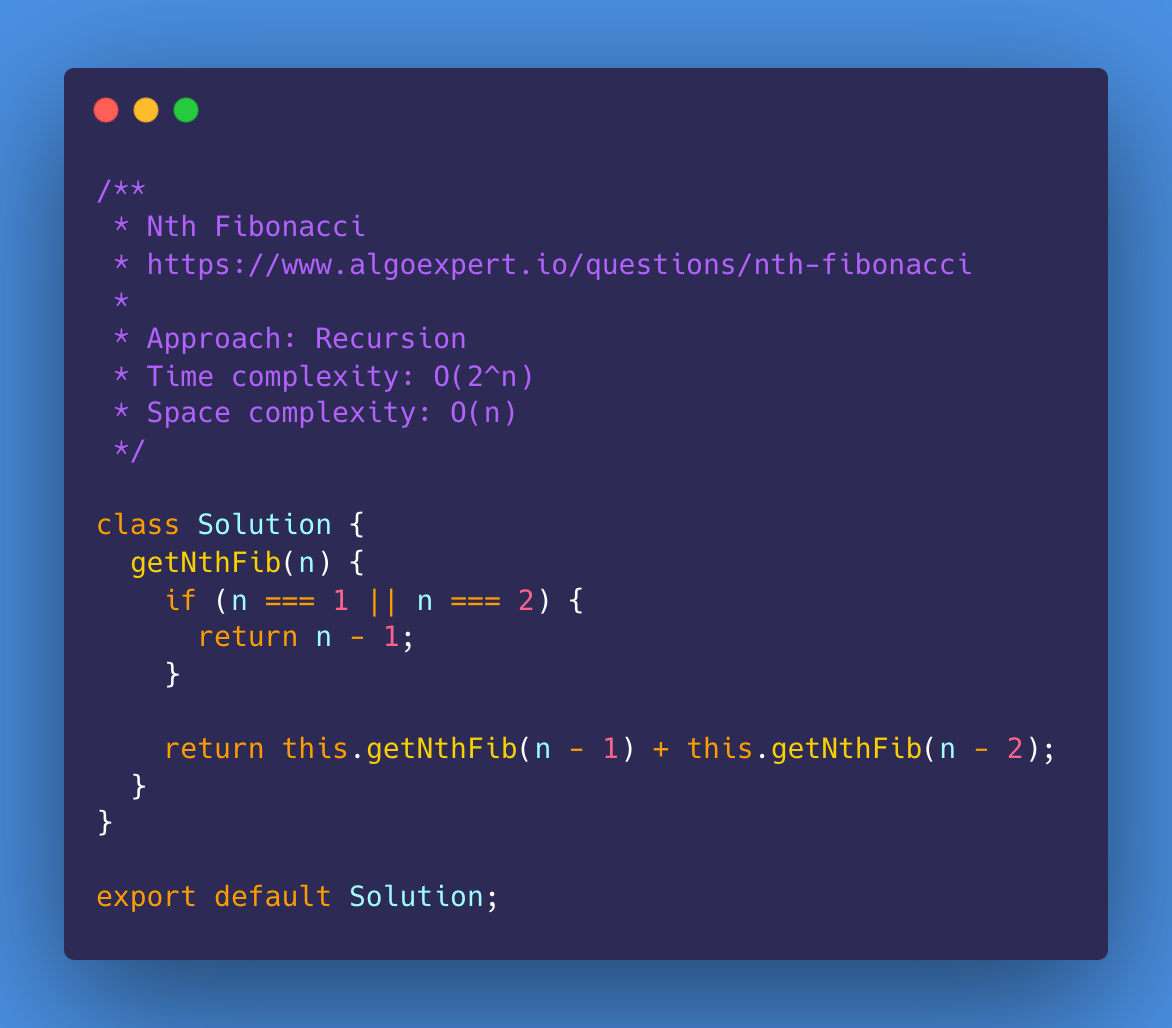 /**
 * Nth Fibonacci
 * https://www.algoexpert.io/questions/nth-fibonacci
 *
 * Approach: Recursion
 * Time complexity: O(2^n)
 * Space complexity: O(n)
 */

class Solution {
  getNthFib(n) {
    if (n === 1 || n === 2) {
      return n - 1;
    }

    return this.getNthFib(n - 1) + this.getNthFib(n - 2);
  }
}

export default Solution;